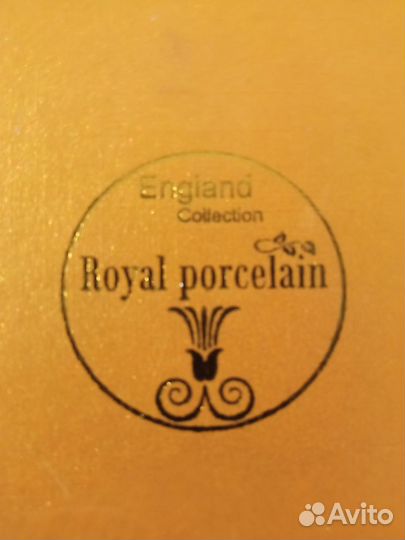 England
Collection
Royal porcelain
Avito